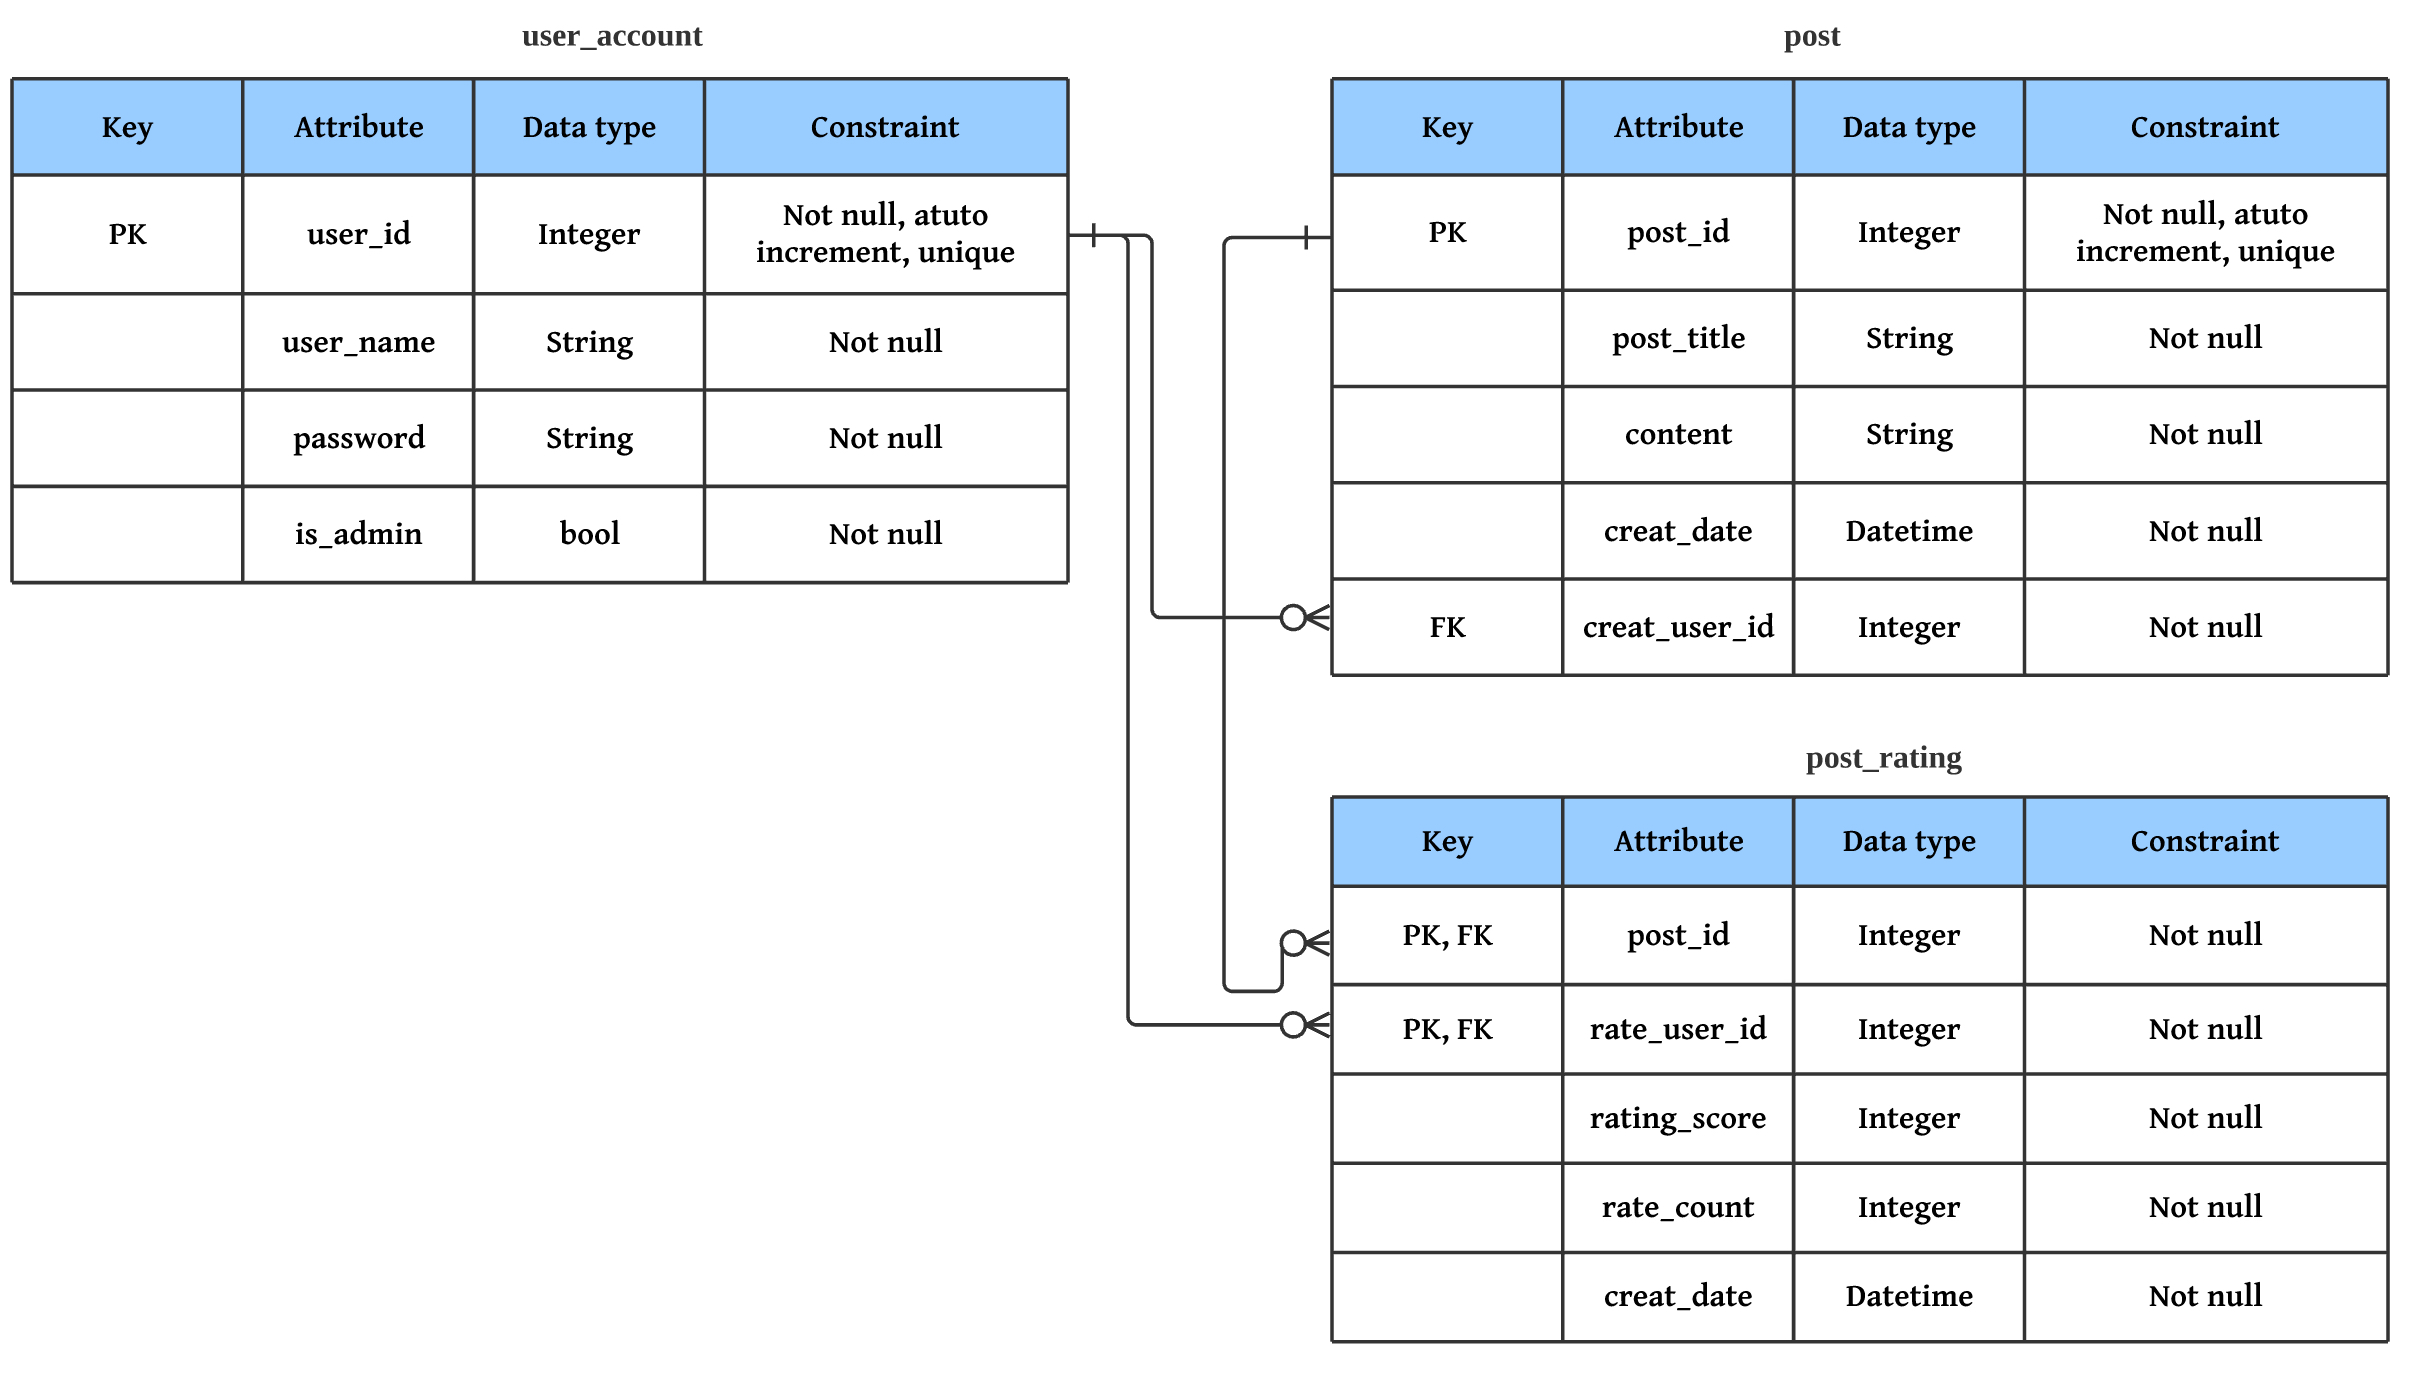 user_account
Key Attribute Data type Constraint
PK user_id Integer Not null, atuto
increment, unique
user_name String Not null
password String Not null
is_admin bool Not null
post
Key Attribute Data type Constraint
PK post_id Integer Not null, atuto
increment, unique
post_title String Not null
content String Not null
creat_date Datetime Not null
FK creat_user_id Integer Not null
post_rating
Key Attribute Data type Constraint
PK, FK post_id Integer Not null
PK, FK rate_user_id Integer Not null
rating_score Integer Not null
rate_count Integer Not null
creat_date Datetime Not null